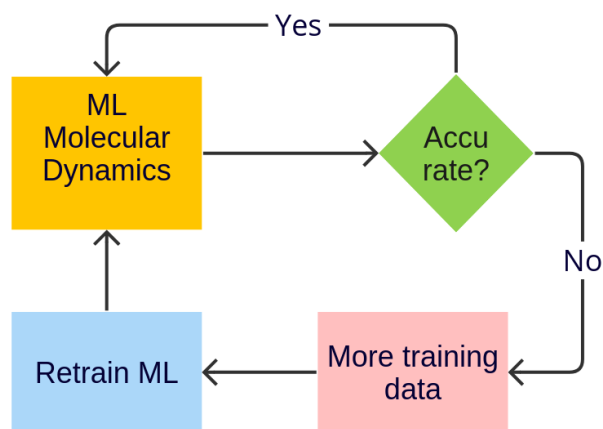 Yes
ML
Molecular
Dynamics
Accu
rate?
No
Retrain ML
More training
data